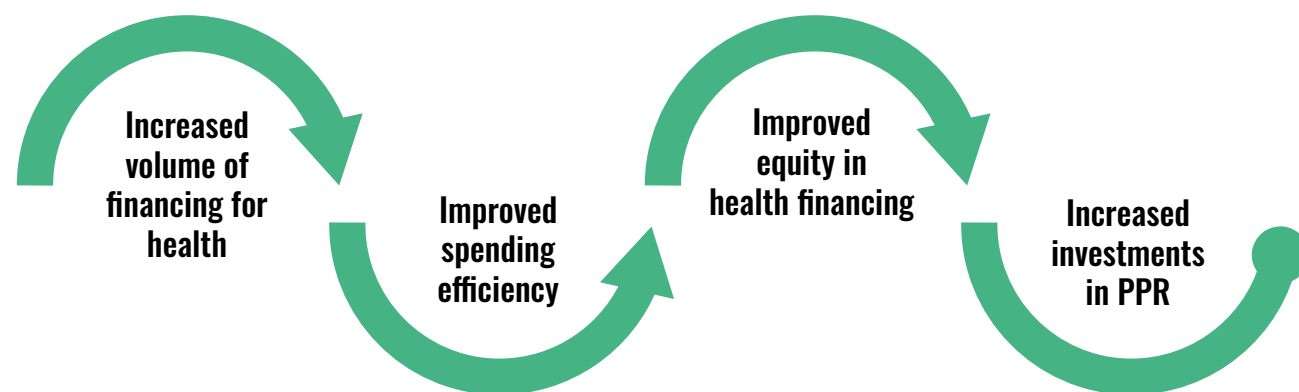 Increased
volume of
financing for
health
Improved
spending
efficiency
Improved
equity in
health financing
Increased
investments
in PPR